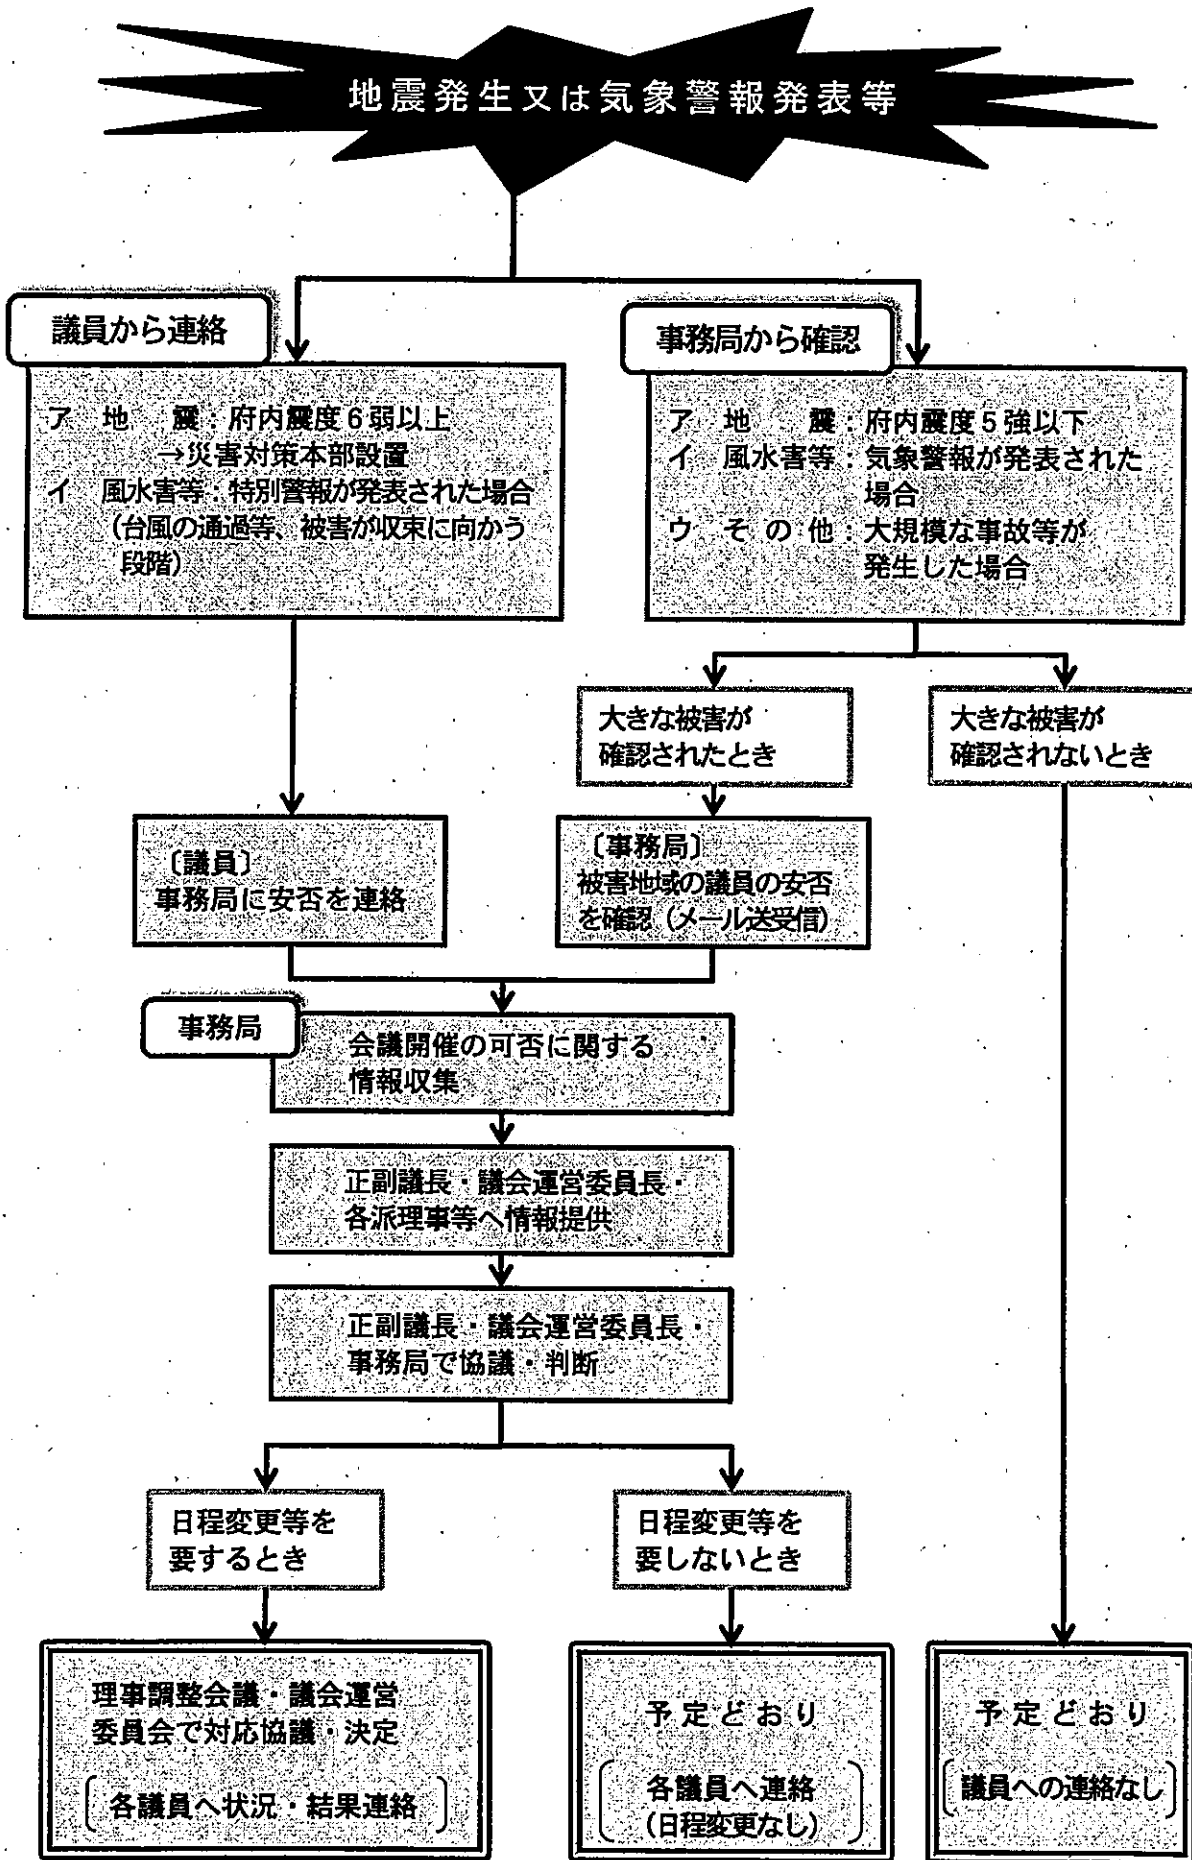 地震発生又は気象警報発表等
議員から連絡
ア 地 震：府内震度６弱以上
→災害対策本部設置
イ 風水害等：特別警報が発表された場合
（台風の通過等、被害が収束に向かう
段階）
事務局から確認
ア 地 震：府内震度５強以下
イ 風水害等：気象警報が発表された
場合
ウ そ の 他：大規模な事故等が
発生した場合
大きな被害が
確認されたとき
大きな被害が
確認されないとき
〔議員〕
事務局に安否を連絡
〔事務局〕
被害地域の議員の安否
を確認（メール送受信）
事務局
会議開催の可否に関する
情報収集
正副議長・議会運営委員長・
各派理事等へ情報提供
正副議長・議会運営委員長・
事務局で協議・判断
日程変更等を
要するとき
日程変更等を
要しないとき
理事調整会議・議会運営
委員会で対応協議・決定
各議員へ状況・結果連絡
予定どおり
各議員へ連絡
（日程変更なし）
予定どおり
議員への連絡なし